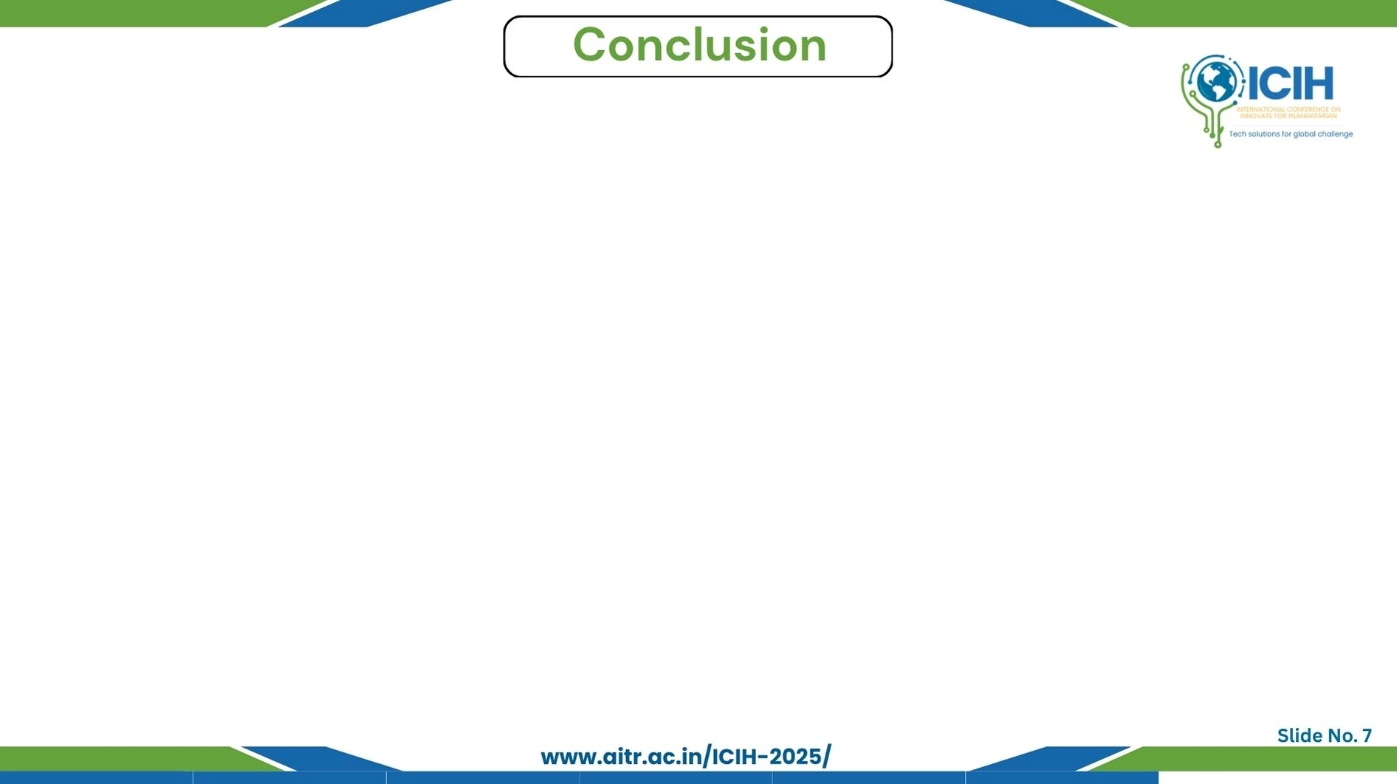 Conclusion
ICIH
INTERNATIONAL CONFERENCE ON
INNOVATE FOR HUMANITARIAN
Tech solutions for global challenge
Slide No. 7
www.aitr.ac.in/ICIH-2025/